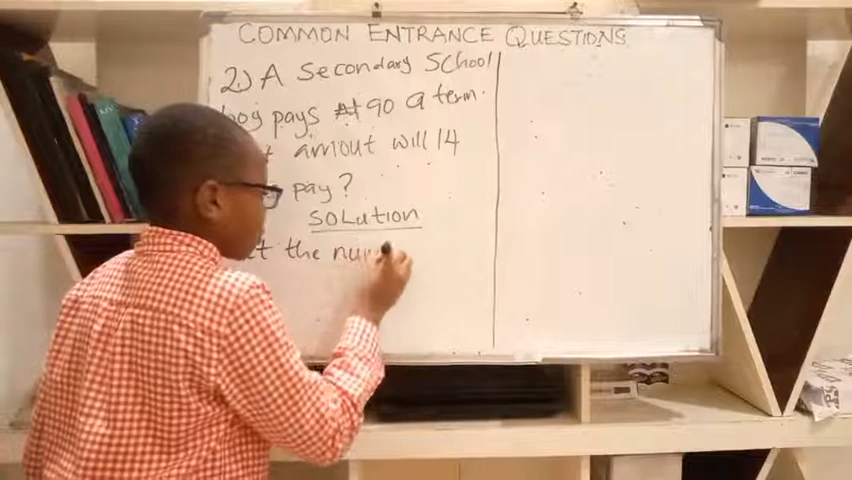 COMMON ENTRANCE QUESTIONS
2) A Secondary School
boy pays ₦90 a term.
amout will 14
pay?
SOLution
the